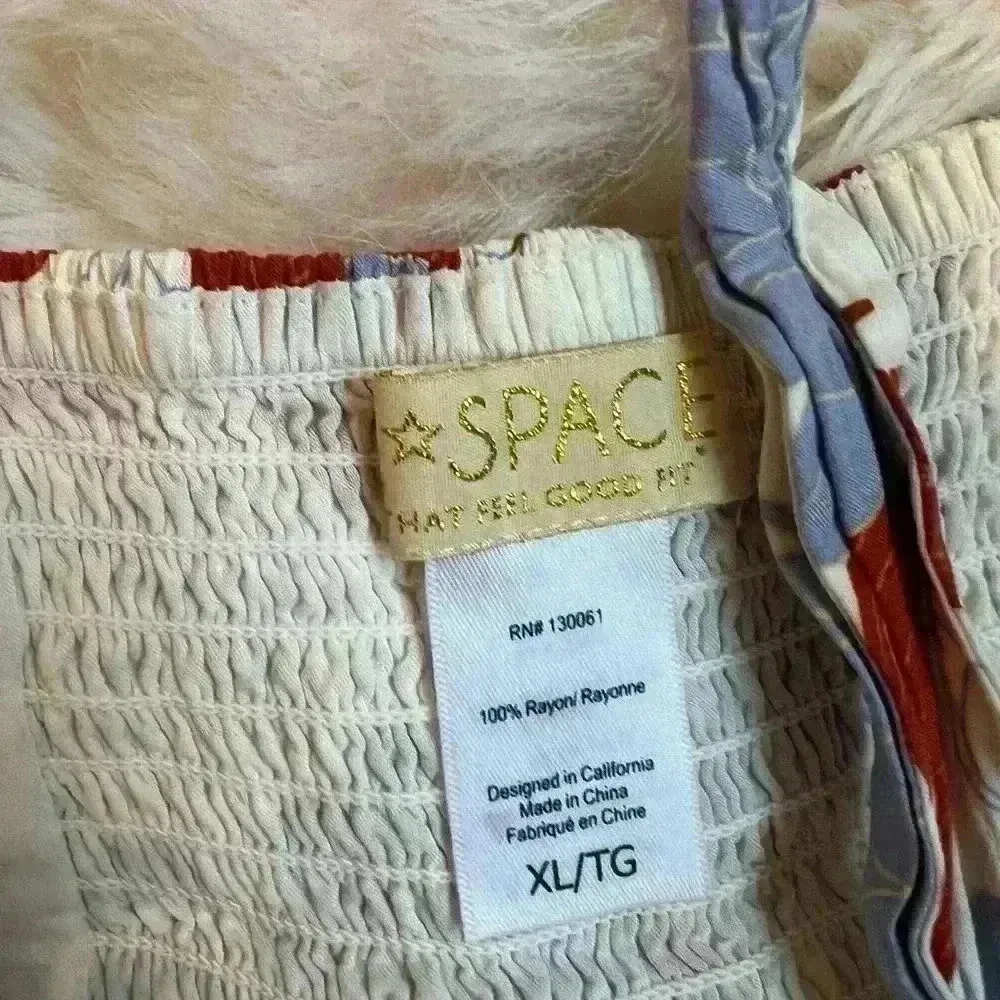 SPACE
HAT FEEL GOOD FIT
RN# 130061
100% Rayon/ Rayonne
Designed in California
Made in China
Fabriqué en Chine
XL/TG